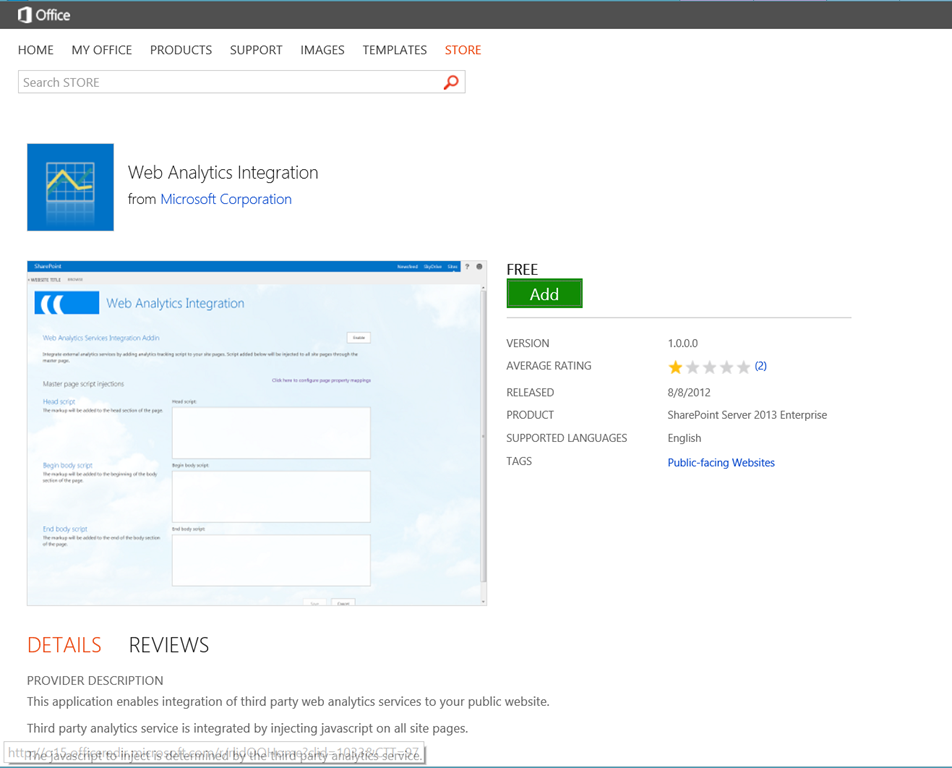 Office
HOME MY OFFICE PRODUCTS SUPPORT IMAGES TEMPLATES STORE
Search STORE
Web Analytics Integration
from Microsoft Corporation
SharePoint Newsfeed SkyDrive Sites ?
WEBSITE TITLE BROWSE
Web Analytics Integration
Web Analytics Services Integration Addin
Enable
Integrate external analytics services by adding analytics tracking script to your site pages. Script added below will be injected to all site pages through the
master page.
Master page script injections
Click here to configure page property mappings
Head script
The markup will be added to the head section of the page.
Head script:
Begin body script
The markup will be added to the beginning of the body
section of the page.
Begin body script:
End body script
The markup will be added to the end of the body section
of the page.
End body script:
Save Cancel
FREE
Add
VERSION 1.0.0.0
AVERAGE RATING (2)
RELEASED 8/8/2012
PRODUCT SharePoint Server 2013 Enterprise
SUPPORTED LANGUAGES English
TAGS Public-facing Websites
DETAILS REVIEWS
PROVIDER DESCRIPTION
This application enables integration of third party web analytics services to your public website.
Third party analytics service is integrated by injecting javascript on all site pages.
The javascript to inject is determined by the third party analytics service.